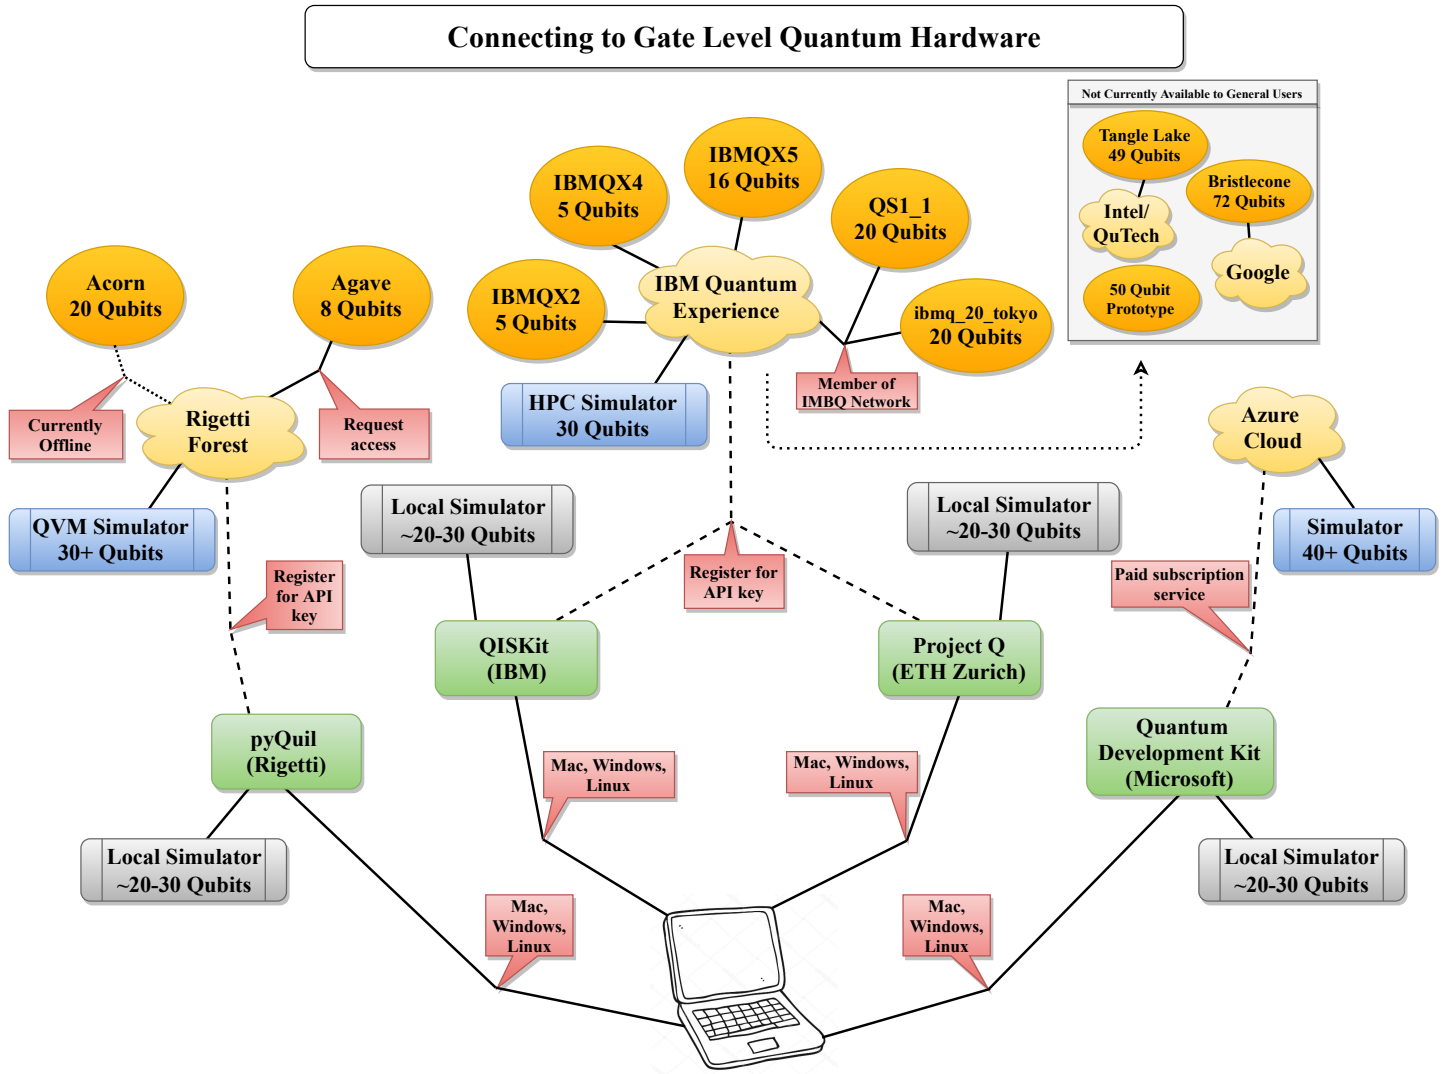 Connecting to Gate Level Quantum Hardware
Not Currently Available to General Users
Tangle Lake
49 Qubits
Bristlecone
72 Qubits
Intel/
QuTech
Google
50 Qubit
Prototype
IBMQX4
5 Qubits
IBMQX5
16 Qubits
QS1_1
20 Qubits
IBMQX2
5 Qubits
IBM Quantum
Experience
ibmq_20_tokyo
20 Qubits
Acorn
20 Qubits
Agave
8 Qubits
Member of
IMBQ Network
HPC Simulator
30 Qubits
Currently
Offline
Rigetti
Forest
Request
access
Azure
Cloud
QVM Simulator
30+ Qubits
Local Simulator
~20-30 Qubits
Local Simulator
~20-30 Qubits
Simulator
40+ Qubits
Register
for API
key
Register for
API key
Paid subscription
service
QISKit
(IBM)
Project Q
(ETH Zurich)
pyQuil
(Rigetti)
Quantum
Development Kit
(Microsoft)
Mac, Windows,
Linux
Mac, Windows,
Linux
Local Simulator
~20-30 Qubits
Local Simulator
~20-30 Qubits
Mac,
Windows,
Linux
Mac,
Windows,
Linux